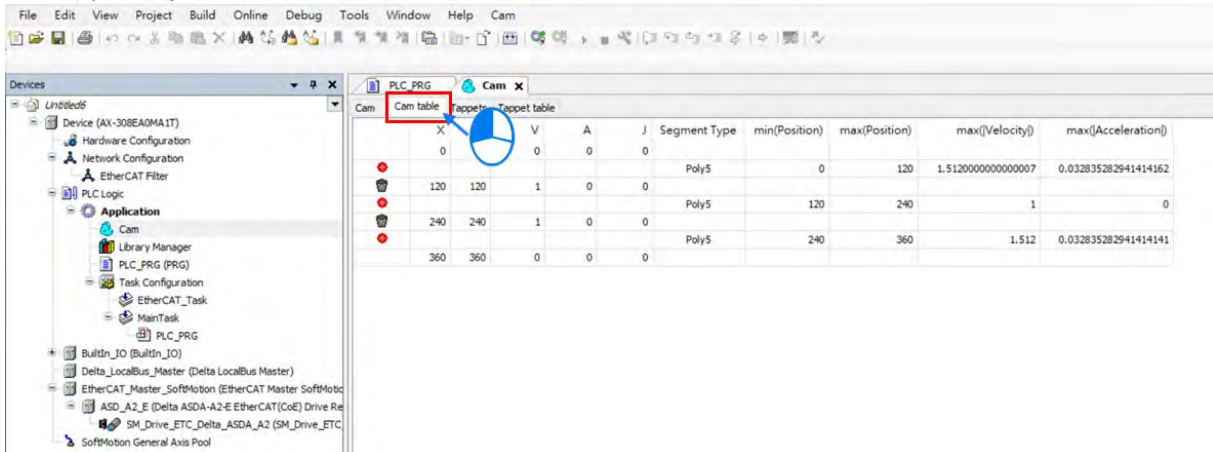 File Edit View Project Build Online Debug Tools Window Help Cam
Devices
Untitled6
Device (AX-308EA0MA1T)
Hardware Configuration
Network Configuration
EtherCAT Filter
PLC Logic
Application
Cam
Library Manager
PLC_PRG (PRG)
Task Configuration
EtherCAT_Task
MainTask
PLC_PRG
BuiltIn_IO (BuiltIn_IO)
Delta_LocalBus_Master (Delta LocalBus Master)
EtherCAT_Master_SoftMotion (EtherCAT Master SoftMotio
ASD_A2_E (Delta ASDA-A2-E EtherCAT(CoE) Drive Re
SM_Drive_ETC_Delta_ASDA_A2 (SM_Drive_ETC_
SoftMotion General Axis Pool
PLC_PRG Cam
Cam Cam table Tappets Tappet table
X V A J Segment Type min(Position) max(Position) max(|Velocity|) max(|Acceleration|)
0 0 0 0
Poly5 0 120 1.5120000000000007 0.032835282941414162
120 120 1 0 0
Poly5 120 240 1 0
240 240 1 0 0
Poly5 240 360 1.512 0.032835282941414141
360 360 0 0 0